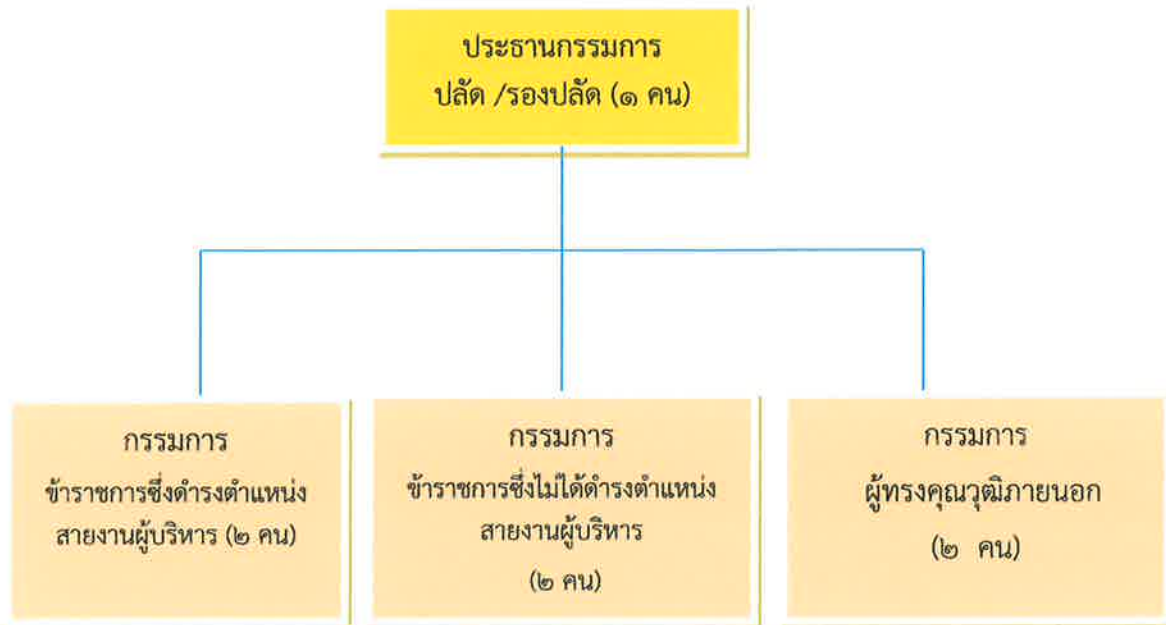 ประธานกรรมการ
ปลัด /รองปลัด (๑ คน)
กรรมการ
ข้าราชการซึ่งดำรงตำแหน่ง
สายงานผู้บริหาร (๒ คน)
กรรมการ
ข้าราชการซึ่งไม่ได้ดำรงตำแหน่ง
สายงานผู้บริหาร
(๒ คน)
กรรมการ
ผู้ทรงคุณวุฒิภายนอก
(๒ คน)